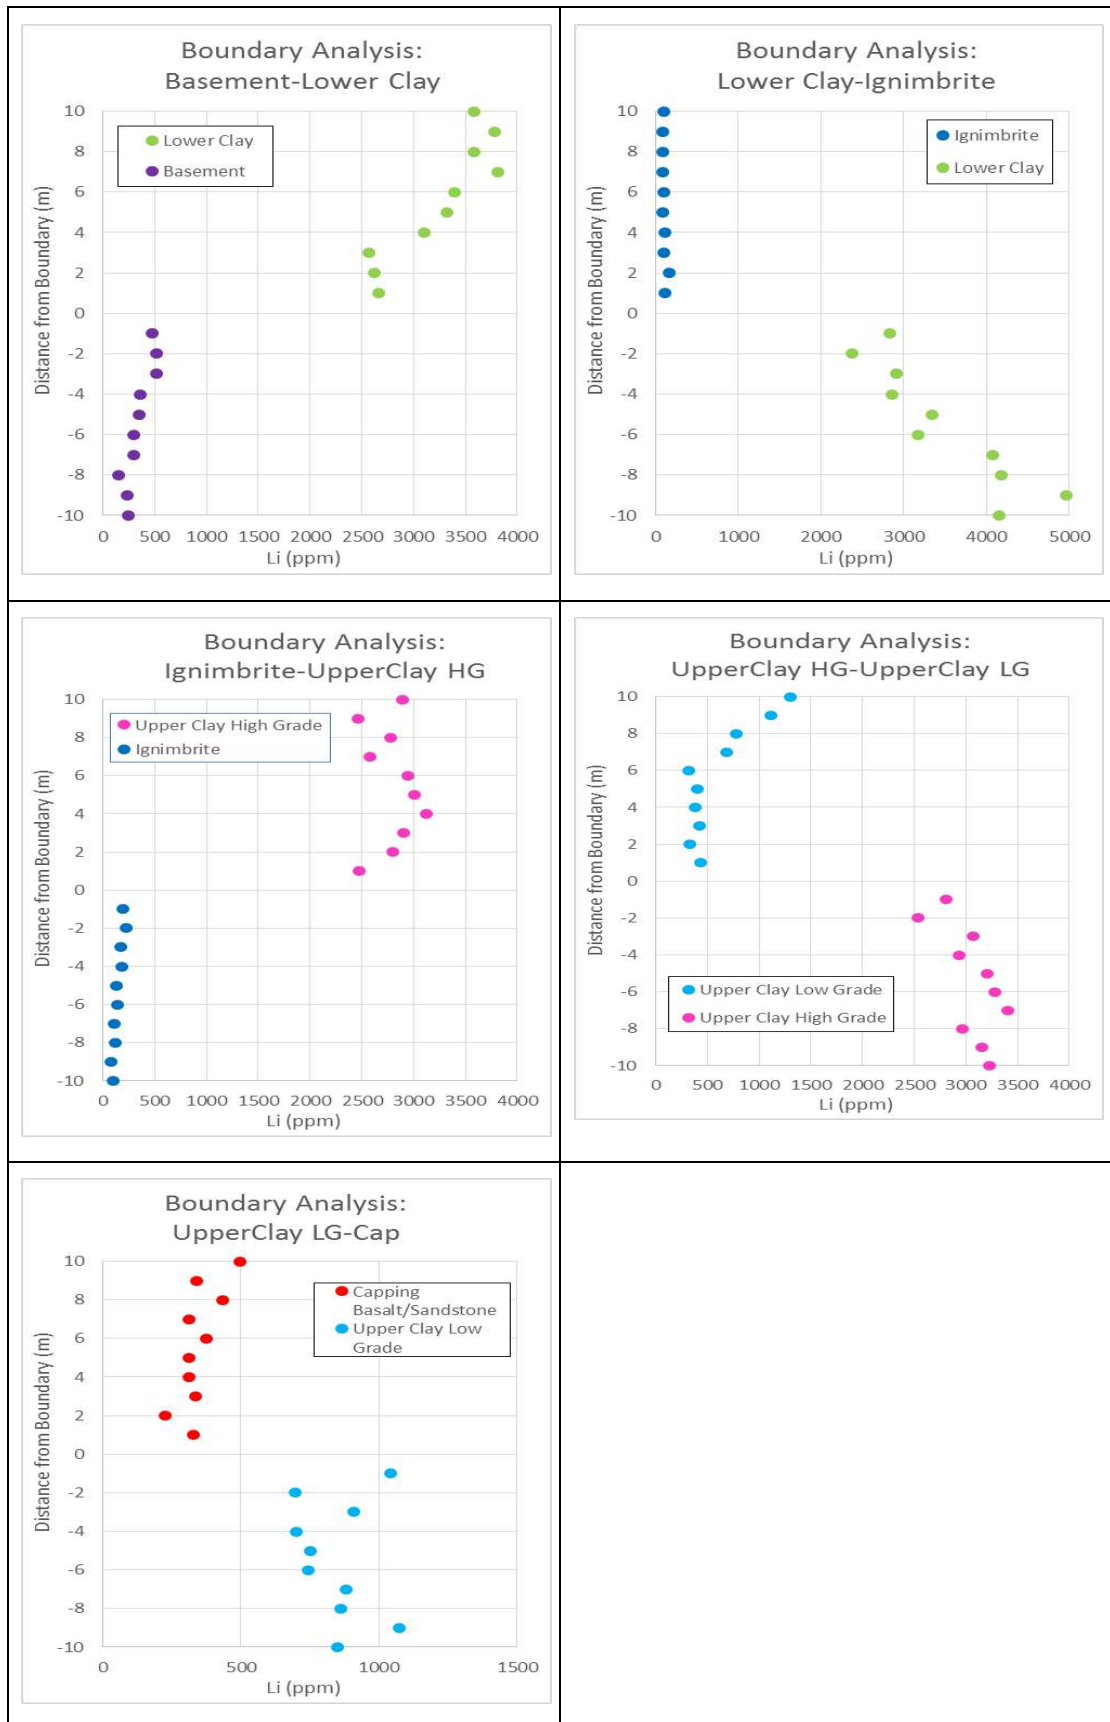 Boundary Analysis:
Basement-Lower Clay
Distance from Boundary (m)
10
8
6
4
2
0
-2
-4
-6
-8
-10
Lower Clay
Basement
0 500 1000 1500 2000 2500 3000 3500 4000
Li (ppm)
Boundary Analysis:
Lower Clay-Ignimbrite
Distance from Boundary (m)
10
8
6
4
2
0
-2
-4
-6
-8
-10
Ignimbrite
Lower Clay
0 1000 2000 3000 4000 5000
Li (ppm)
Boundary Analysis:
Ignimbrite-UpperClay HG
Distance from Boundary (m)
10
8
6
4
2
0
-2
-4
-6
-8
-10
Upper Clay High Grade
Ignimbrite
0 500 1000 1500 2000 2500 3000 3500 4000
Li (ppm)
Boundary Analysis:
UpperClay HG-UpperClay LG
Distance from Boundary (m)
10
8
6
4
2
0
-2
-4
-6
-8
-10
Upper Clay Low Grade
Upper Clay High Grade
0 500 1000 1500 2000 2500 3000 3500 4000
Li (ppm)
Boundary Analysis:
UpperClay LG-Cap
Distance from Boundary (m)
10
8
6
4
2
0
-2
-4
-6
-8
-10
Capping
Basalt/Sandstone
Upper Clay Low
Grade
0 500 1000 1500
Li (ppm)